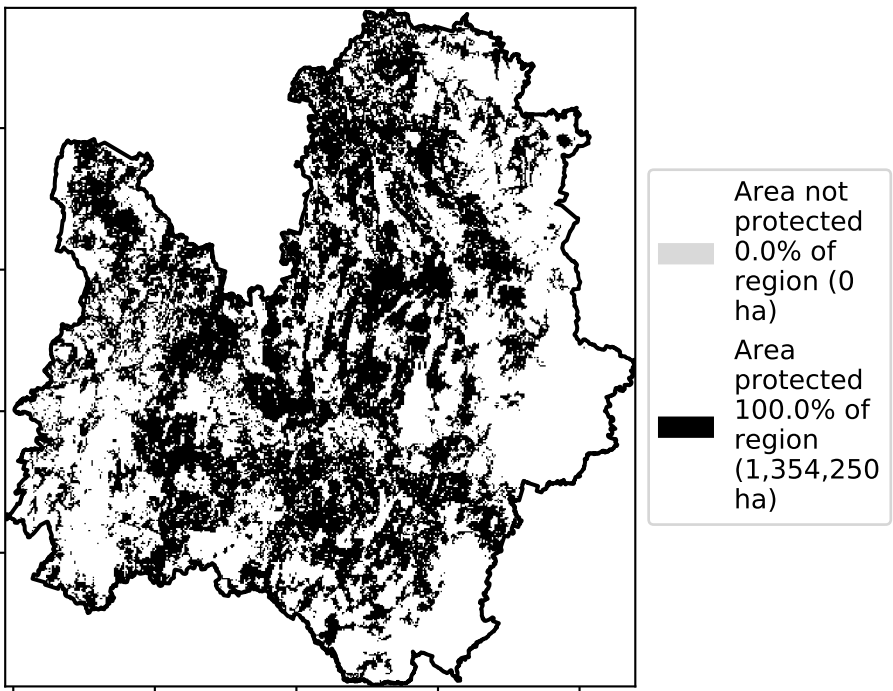 Area not
protected
0.0% of
region (0
ha)
Area
protected
100.0% of
region
(1,354,250
ha)